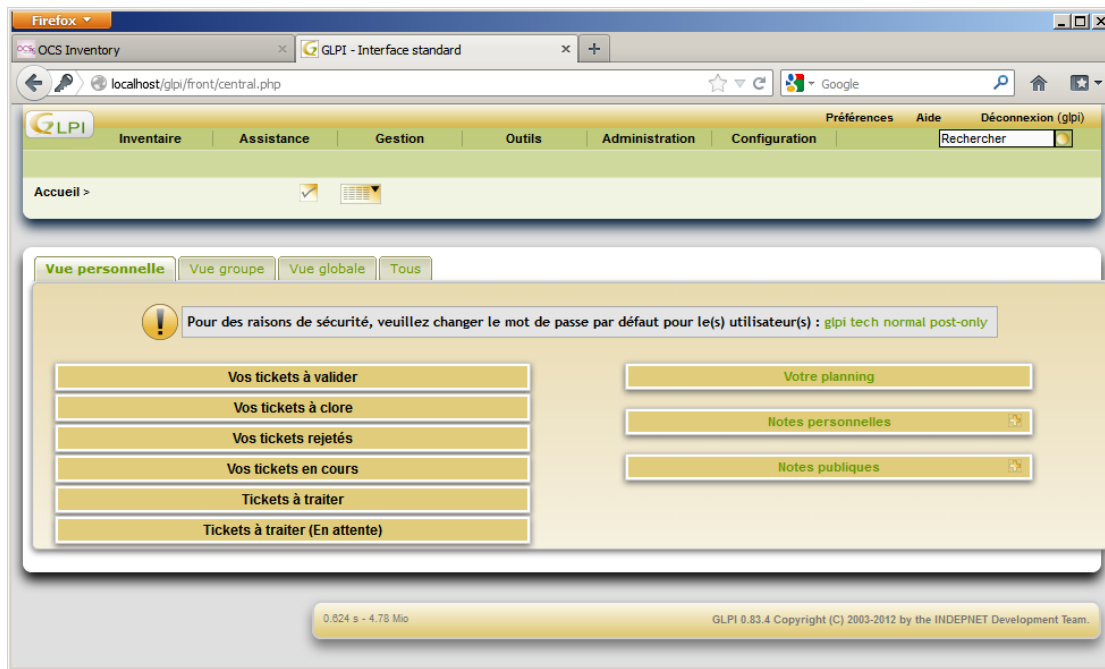 Firefox
OCS Inventory
GLPI - Interface standard
localhost/glpi/front/central.php
Google
GLPI
Préférences Aide Déconnexion (glpi)
Inventaire Assistance Gestion Outils Administration Configuration Rechercher
Accueil >
Vue personnelle Vue groupe Vue globale Tous
Pour des raisons de sécurité, veuillez changer le mot de passe par défaut pour le(s) utilisateur(s) : glpi tech normal post-only
Vos tickets à valider
Vos tickets à clore
Vos tickets rejetés
Vos tickets en cours
Tickets à traiter
Tickets à traiter (En attente)
Votre planning
Notes personnelles
Notes publiques
0.624 s - 4.78 Mio
GLPI 0.83.4 Copyright (C) 2003-2012 by the INDEPNET Development Team.